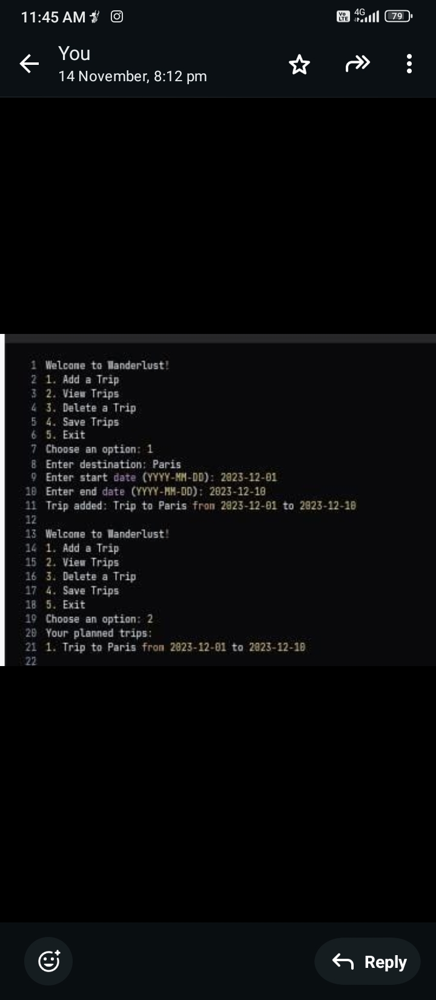 11:45 AM
Vo LTE 4G 79
You
14 November, 8:12 pm
1 Welcome to Wanderlust!
2 1. Add a Trip
3 2. View Trips
4 3. Delete a Trip
5 4. Save Trips
6 5. Exit
7 Choose an option: 1
8 Enter destination: Paris
9 Enter start date (YYYY-MM-DD): 2023-12-01
10 Enter end date (YYYY-MM-DD): 2023-12-10
11 Trip added: Trip to Paris from 2023-12-01 to 2023-12-10
12
13 Welcome to Wanderlust!
14 1. Add a Trip
15 2. View Trips
16 3. Delete a Trip
17 4. Save Trips
18 5. Exit
19 Choose an option: 2
20 Your planned trips:
21 1. Trip to Paris from 2023-12-01 to 2023-12-10
22
Reply